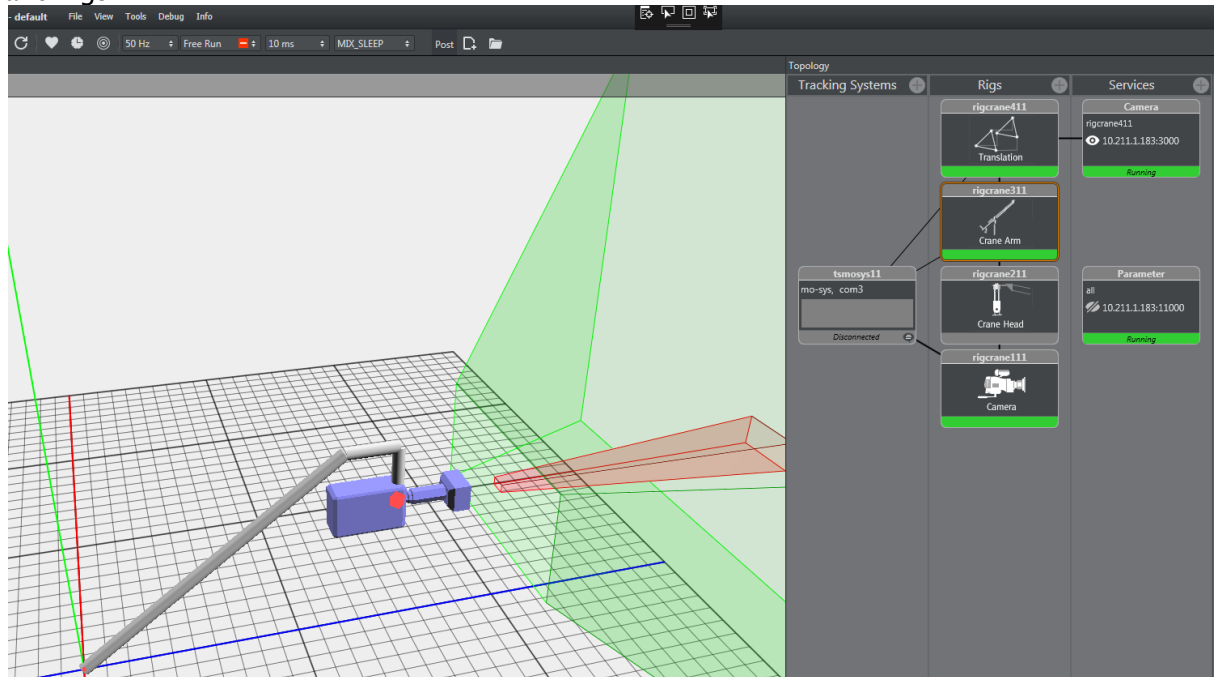 - default File View Tools Debug Info
50 Hz Free Run 10 ms MIX_SLEEP Post
Topology
Tracking Systems Rigs Services
rigcrane411
Translation
Camera
rigcrane411
10.211.1.183:3000
Running
rigcrane311
Crane Arm
tsmosys11
mo-sys, com3
Disconnected
rigcrane211
Crane Head
Parameter
all
10.211.1.183:11000
Running
rigcrane111
Camera